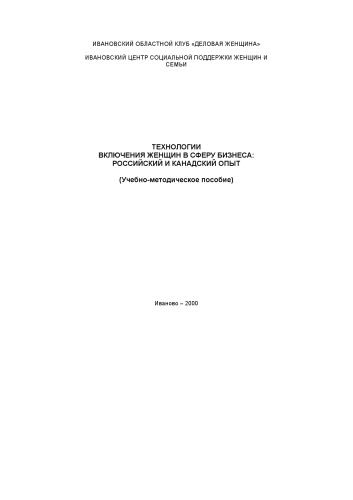 ИВАНОВСКИЙ ОБЛАСТНОЙ КЛУБ «ДЕЛОВАЯ ЖЕНЩИНА»
ИВАНОВСКИЙ ЦЕНТР СОЦИАЛЬНОЙ ПОДДЕРЖКИ ЖЕНЩИН И
СЕМЬИ
ТЕХНОЛОГИИ
ВКЛЮЧЕНИЯ ЖЕНЩИН В СФЕРУ БИЗНЕСА:
РОССИЙСКИЙ И КАНАДСКИЙ ОПЫТ
(Учебно-методическое пособие)
Иваново – 2000